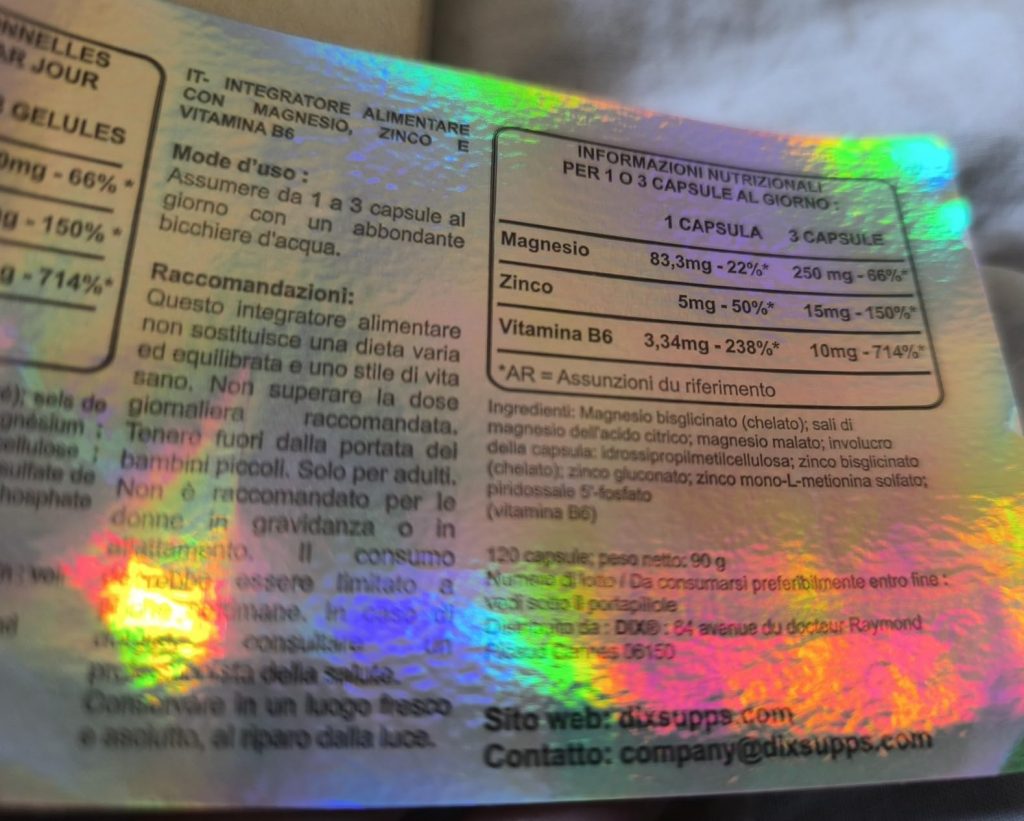 NNELLES
AR JOUR
GELULES
0mg - 66% *
g - 150% *
g - 714%*
sels de
gnésium ;
cellulose ;
sulfate de
hosphate
IT- INTEGRATORE ALIMENTARE
CON MAGNESIO, ZINCO E
VITAMINA B6
Mode d'uso :
Assumere da 1 a 3 capsule al
giorno con un abbondante
bicchiere d'acqua.
Raccomandazioni:
Questo integratore alimentare
non sostituisce una dieta varia
ed equilibrata e uno stile di vita
sano. Non superare la dose
giornaliera raccomandata.
Tenere fuori dalla portata dei
bambini piccoli. Solo per adulti.
Non è raccomandato per le
donne in gravidanza o in
allattamento. Il consumo
essere limitato a
In caso di
consultare un
della salute.
Conservare in un luogo fresco
e asciutto, al riparo dalla luce.
INFORMAZIONI NUTRIZIONALI
PER 1 O 3 CAPSULE AL GIORNO :
1 CAPSULA 3 CAPSULE
Magnesio 83,3mg - 22%* 250 mg - 66%*
Zinco 5mg - 50%* 15mg - 150%*
Vitamina B6 3,34mg - 238%* 10mg - 714%*
*AR = Assunzioni du riferimento
Ingredienti: Magnesio bisglicinato (chelato); sali di
magnesio dell'acido citrico; magnesio malato; involucro
della capsula: idrossipropilmetilcellulosa; zinco bisglicinato
(chelato); zinco gluconato; zinco mono-L-metionina solfato;
piridossale 5'-fosfato
(vitamina B6)
120 capsule; peso netto: 90 g
Numero di lotto / Da consumarsi preferibilmente entro fine :
Vedi sotto il portapillole
Distribuito da : DIX® : 64 avenue du docteur Raymond
Picaud Cannes 06150
Sito web: dixsupps.com
Contatto: company@dixsupps.com